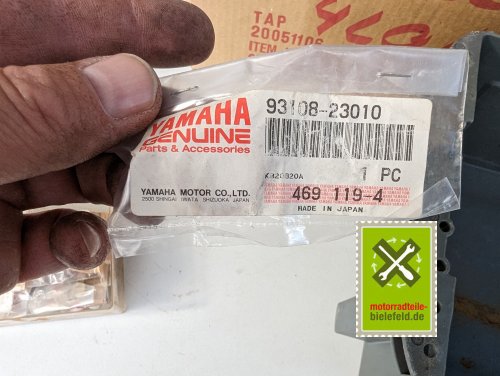 TAP
20051106
ITEM
YAMAHA
GENUINE
Parts & Accessories
93108-23010
1 PC
YAMAHA MOTOR CO., LTD.
2500 SHINGAI IWATA SHIZUOKA JAPAN
469 119-4
MADE IN JAPAN
motorradteile-
bielefeld.de